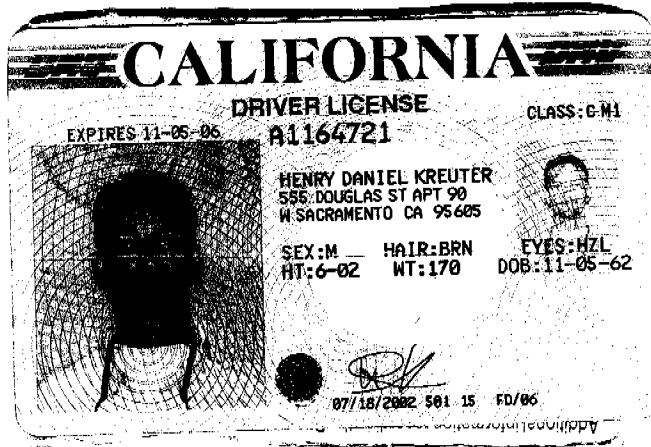 CALIFORNIA
DRIVER LICENSE
CLASS:C M1
EXPIRES 11-05-06
A1164721
HENRY DANIEL KREUTER
555 DOUGLAS ST APT 90
W SACRAMENTO CA 95605
SEX:M HAIR:BRN EYES:HZL
HT:6-02 WT:170 DOB:11-05-62
07/18/2002 501 15 FD/06
Additional information